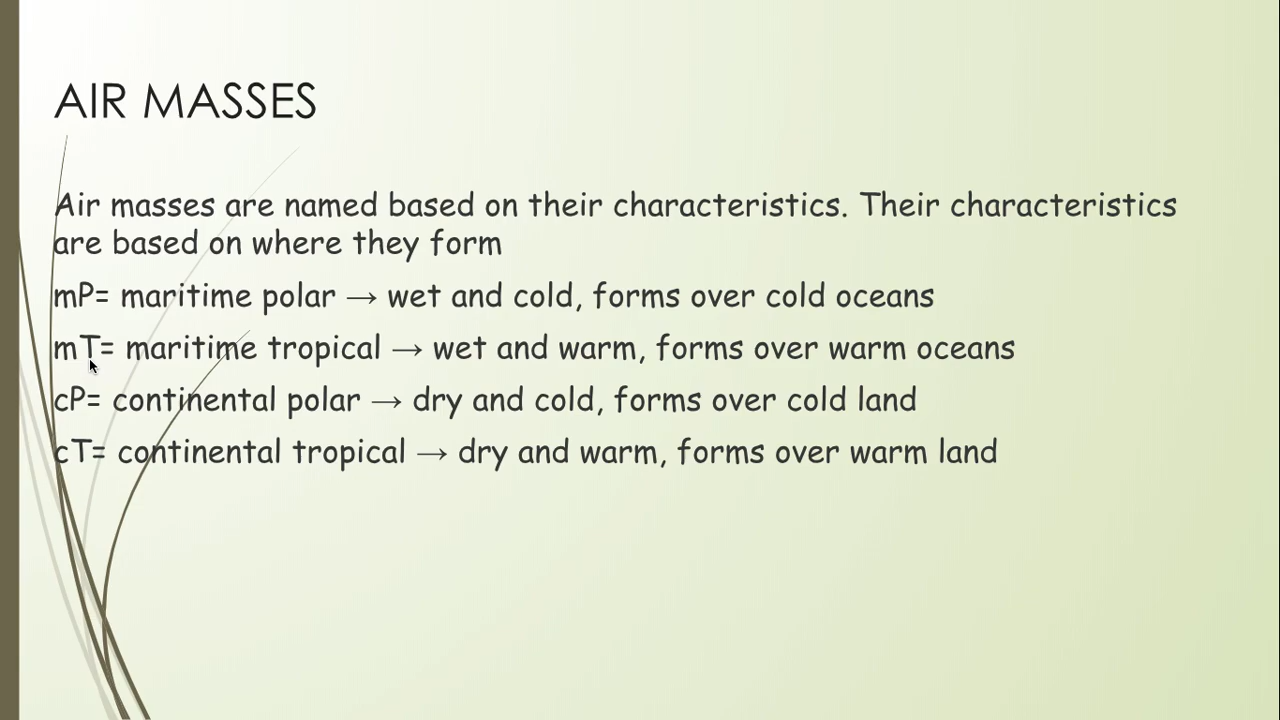 AIR MASSES
Air masses are named based on their characteristics. Their characteristics
are based on where they form
mP= maritime polar → wet and cold, forms over cold oceans
mT= maritime tropical → wet and warm, forms over warm oceans
cP= continental polar → dry and cold, forms over cold land
cT= continental tropical → dry and warm, forms over warm land